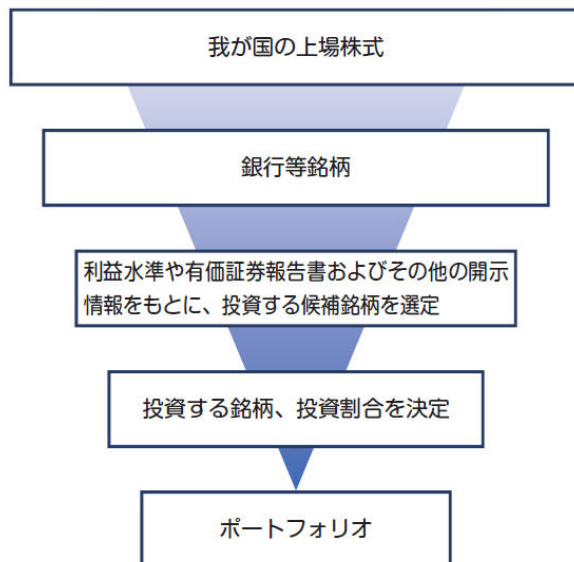 我が国の上場株式
銀行等銘柄
利益水準や有価証券報告書およびその他の開示
情報をもとに、投資する候補銘柄を選定
投資する銘柄、投資割合を決定
ポートフォリオ